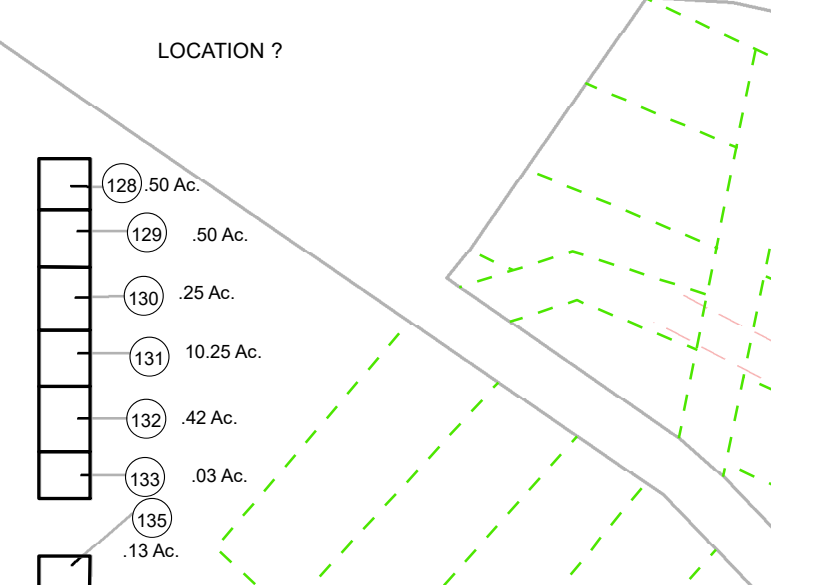 LOCATION ?
128 .50 Ac.
129 .50 Ac.
130 .25 Ac.
131 10.25 Ac.
132 .42 Ac.
133 .03 Ac.
135
.13 Ac.